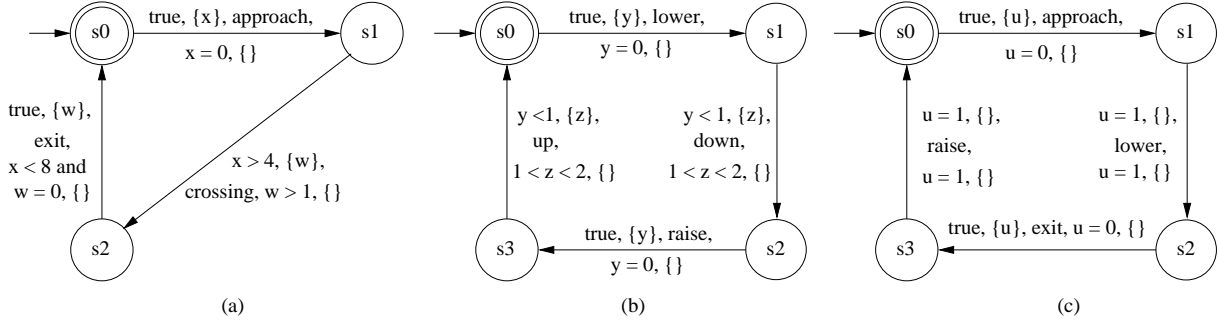 s0
true, {x}, approach
x = 0, {}
s1
true, {w},
exit,
x < 8 and
w = 0, {}
x > 4, {w},
crossing, w > 1, {}
s2
(a)
s0
true, {y}, lower,
y = 0, {}
s1
y <1, {z},
up,
1 < z < 2, {}
y < 1, {z},
down,
1 < z < 2, {}
s3
true, {y}, raise,
y = 0, {}
s2
(b)
s0
true, {u}, approach,
u = 0, {}
s1
u = 1, {},
raise,
u = 1, {}
u = 1, {},
lower,
u = 1, {}
s3
true, {u}, exit, u = 0, {}
s2
(c)